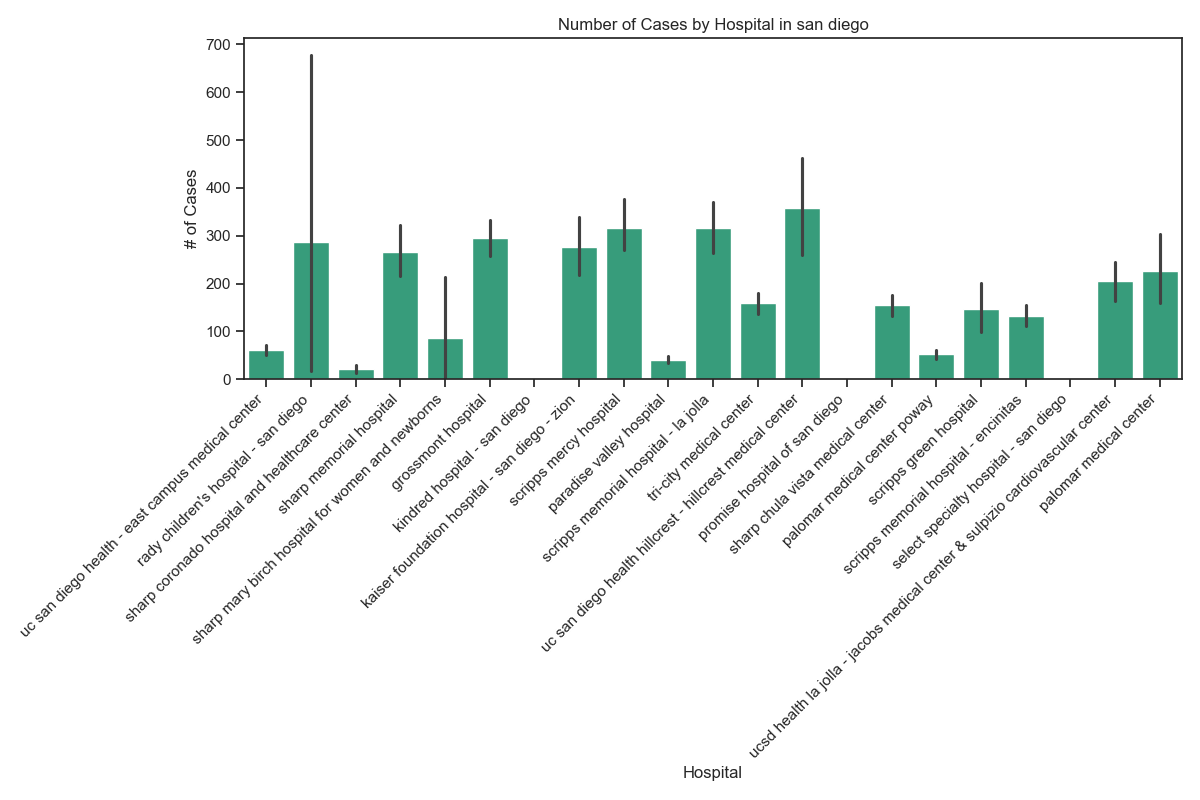 Number of Cases by Hospital in san diego
# of Cases
700
600
500
400
300
200
100
0
uc san diego health - east campus medical center
rady children's hospital - san diego
sharp coronado hospital and healthcare center
sharp memorial hospital
sharp mary birch hospital for women and newborns
grossmont hospital
kindred hospital - san diego
kaiser foundation hospital - san diego - zion
scripps mercy hospital
paradise valley hospital
scripps memorial hospital - la jolla
tri-city medical center
uc san diego health hillcrest - hillcrest medical center
promise hospital of san diego
sharp chula vista medical center
palomar medical center poway
scripps green hospital
scripps memorial hospital - encinitas
select specialty hospital - san diego
ucsd health la jolla - jacobs medical center & sulpizio cardiovascular center
palomar medical center
Hospital